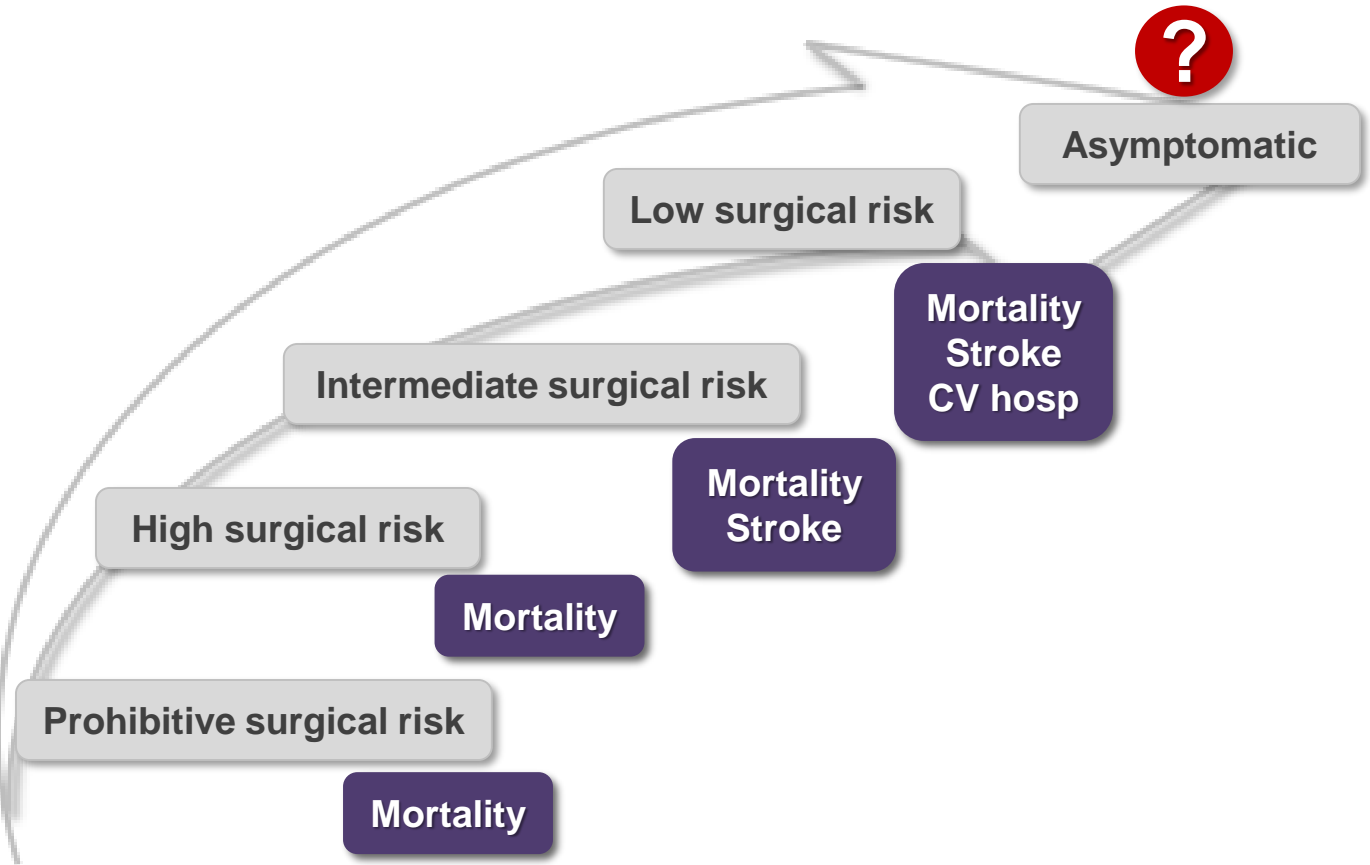 ?
Asymptomatic
Low surgical risk
Mortality
Stroke
CV hosp
Intermediate surgical risk
Mortality
Stroke
High surgical risk
Mortality
Prohibitive surgical risk
Mortality